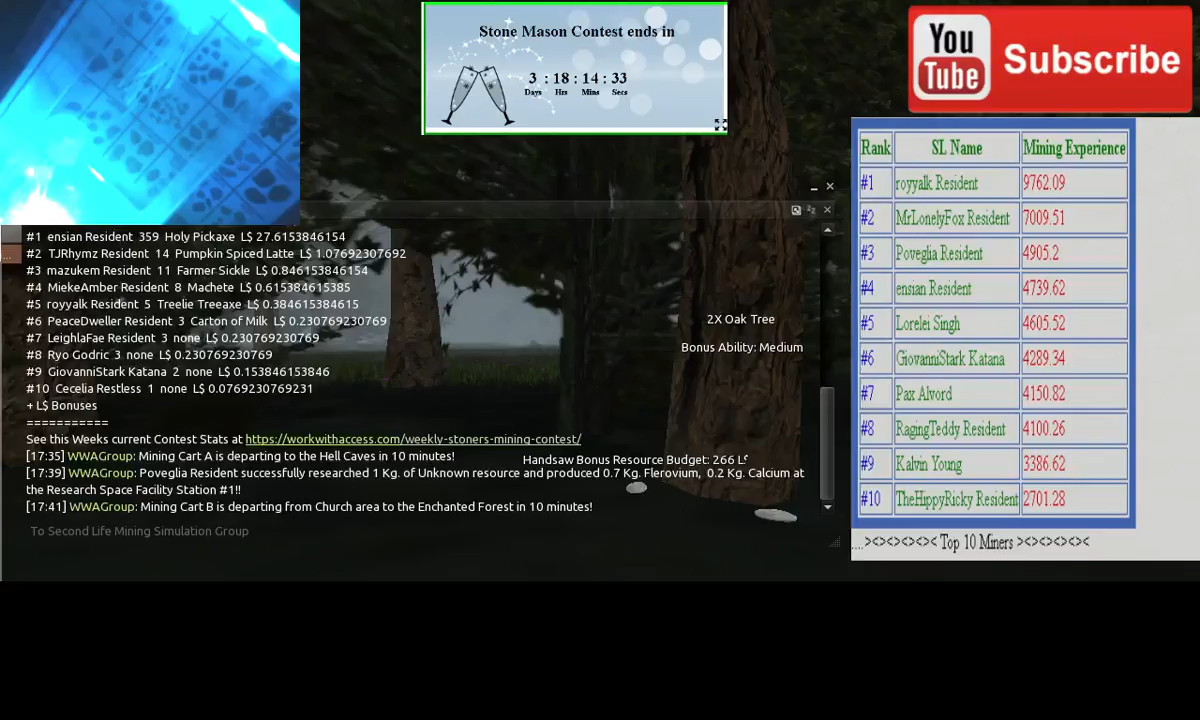 Stone Mason Contest ends in
3 : 18 : 14 : 33
Days Hrs Mins Secs
You
Tube
Subscribe
#1 ensian Resident 359 Holy Pickaxe L$ 27.6153846154
#2 TJRhymz Resident 14 Pumpkin Spiced Latte L$ 1.07692307692
#3 mazukem Resident 11 Farmer Sickle L$ 0.846153846154
#4 MiekeAmber Resident 8 Machete L$ 0.615384615385
#5 royyalk Resident 5 Treelie Treeaxe L$ 0.384615384615
#6 PeaceDweller Resident 3 Carton of Milk L$ 0.230769230769
#7 LeighlaFae Resident 3 none L$ 0.230769230769
#8 Ryo Godric 3 none L$ 0.230769230769
#9 GiovanniStark Katana 2 none L$ 0.153846153846
#10 Cecelia Restless 1 none L$ 0.0769230769231
+ L$ Bonuses
===========
See this Weeks current Contest Stats at https://workwithaccess.com/weekly-stoners-mining-contest/
[17:35] WWAGroup: Mining Cart A is departing to the Hell Caves in 10 minutes!
[17:39] WWAGroup: Poveglia Resident successfully researched 1 Kg. of Unknown resource and produced 0.7 Kg. Flerovium, 0.2 Kg. Calcium at
the Research Space Facility Station #1!!
[17:41] WWAGroup: Mining Cart B is departing from Church area to the Enchanted Forest in 10 minutes!
To Second Life Mining Simulation Group
2X Oak Tree
Bonus Ability: Medium
Handsaw Bonus Resource Budget: 266 L$
Rank SL Name Mining Experience
#1 royyalk Resident 9762.09
#2 MrLonelyFox Resident 7009.51
#3 Poveglia Resident 4905.2
#4 ensian Resident 4739.62
#5 Lorelei Singh 4605.52
#6 GiovanniStark Katana 4289.34
#7 Pax Alvord 4150.82
#8 RagingTeddy Resident 4100.26
#9 Kalvin Young 3386.62
#10 TheHippyRicky Resident 2701.28
....><><><><>< Top 10 Miners ><><><><><